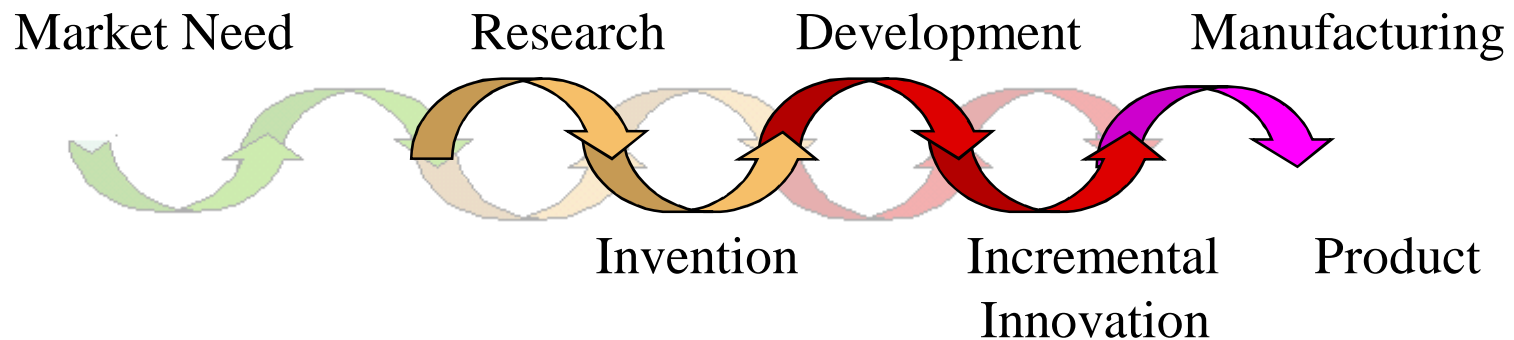 Market Need Research Development Manufacturing
Invention Incremental Product
Innovation